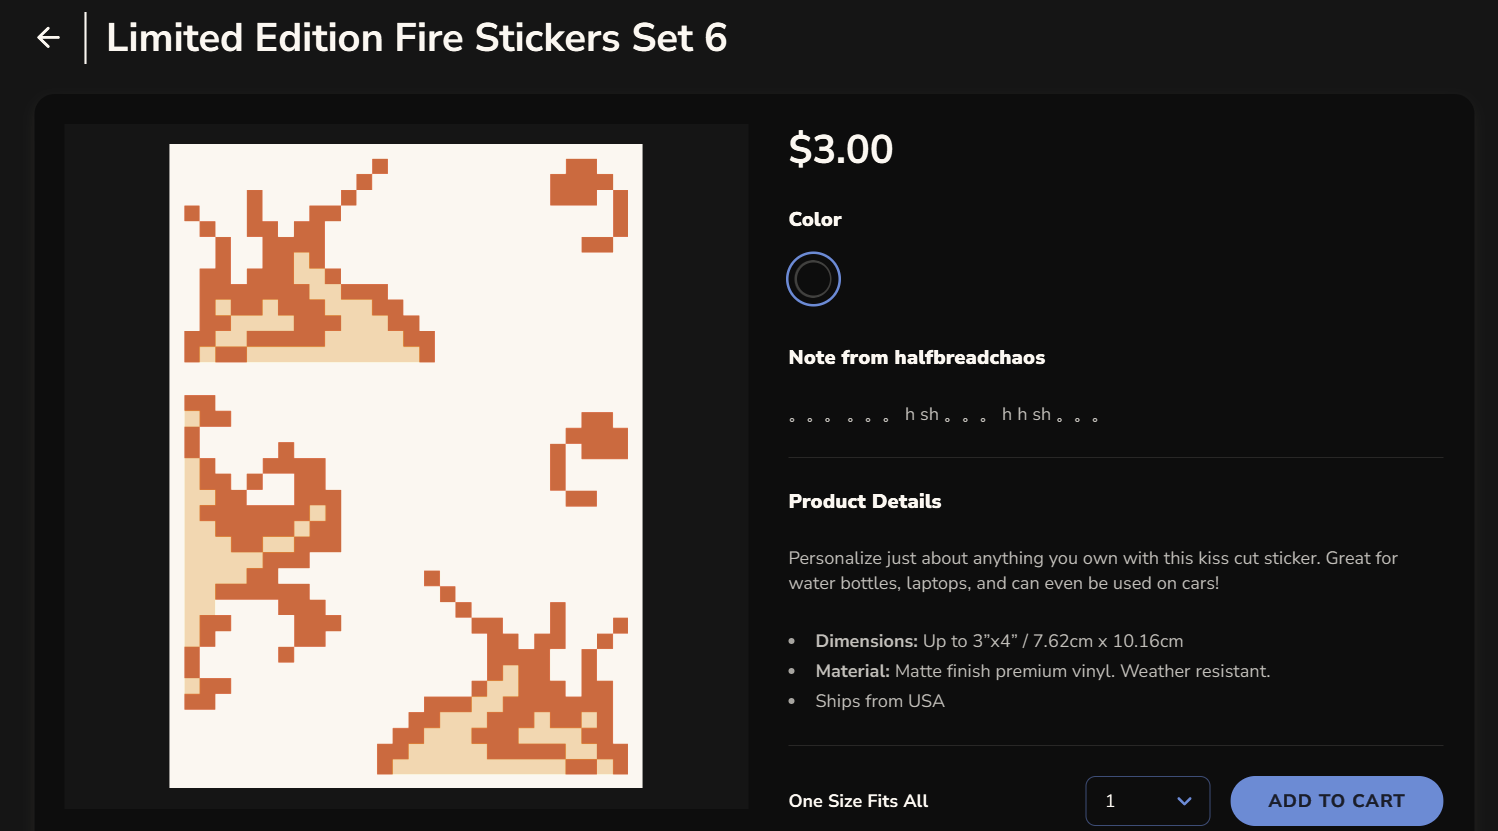 Limited Edition Fire Stickers Set 6
$3.00
Color
Note from halfbreadchaos
。。。 。。。 h sh 。。。 h h sh 。。。
Product Details
Personalize just about anything you own with this kiss cut sticker. Great for
water bottles, laptops, and can even be used on cars!
• Dimensions: Up to 3”x4” / 7.62cm x 10.16cm
• Material: Matte finish premium vinyl. Weather resistant.
• Ships from USA
One Size Fits All 1 ADD TO CART